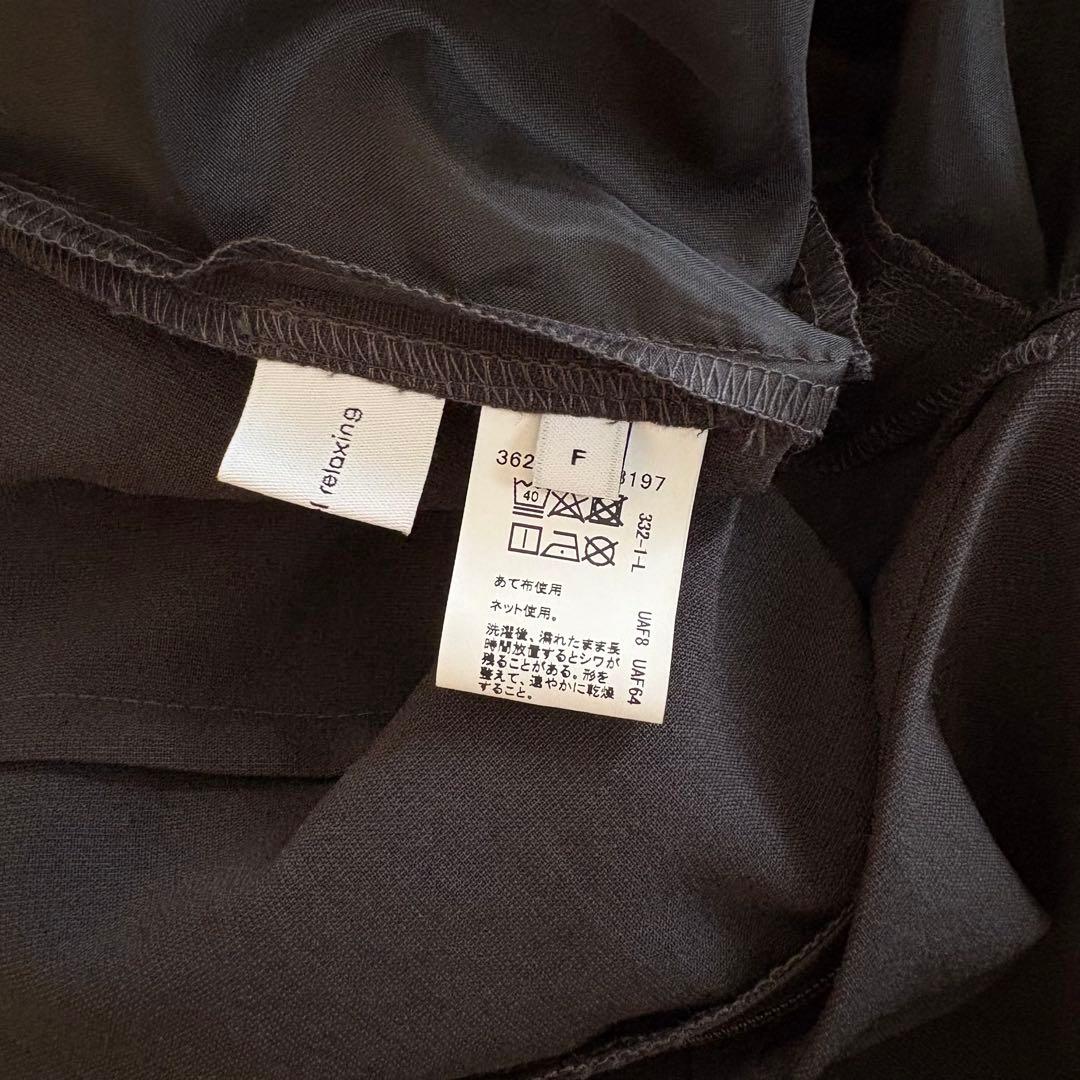 relaxing
F
362
3197
40
332-1-L
UAF8 UAF64
あて布使用
ネット使用。
洗濯後、濡れたまま長
時間放置するとシワが
残ることがある。形を
整えて、速やかに乾燥
すること。